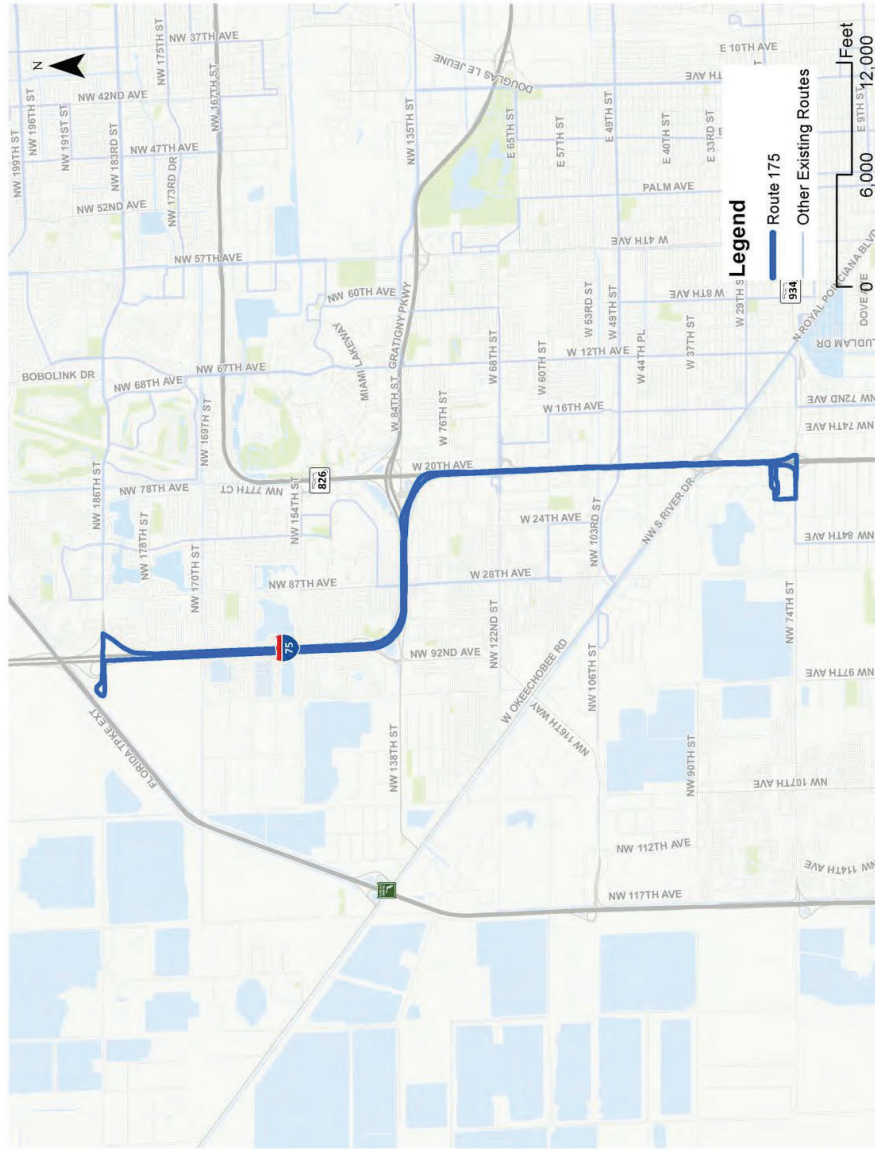 N
NW 199TH ST
NW 196TH ST
NW 191ST ST
NW 183RD ST
NW 175TH ST
NW 37TH AVE
NW 42ND AVE
NW 167TH ST
NW 47TH AVE
NW 173RD DR
NW 52ND AVE
NW 57TH AVE
NW 135TH ST
DOUGLAS LE JEUNE
E 10TH AVE
E 65TH ST
E 57TH ST
E 49TH ST
E 40TH ST
E 33RD ST
E 9TH ST
PALM AVE
W 4TH AVE
W 8TH AVE
NW 60TH AVE
MIAMI LAKEWAY
GRATIGNY PKWY
W 84TH ST
BOBOLINK DR
NW 68TH AVE
NW 67TH AVE
NW 169TH ST
W 12TH AVE
W 68TH ST
W 60TH ST
W 53RD ST
W 49TH ST
W 44TH PL
W 37TH ST
W 29TH S
934
N ROYAL POINCIANA BLVD
DOVE AVE
LUDLAM DR
NW 72ND AVE
NW 74TH AVE
W 16TH AVE
W 76TH ST
W 20TH AVE
826
NW 77TH CT
NW 78TH AVE
NW 186TH ST
NW 178TH ST
NW 170TH ST
NW 154TH ST
NW 87TH AVE
W 24TH AVE
W 28TH AVE
NW 103RD ST
NW S RIVER DR
NW 84TH AVE
NW 74TH ST
75
NW 92ND AVE
NW 122ND ST
W OKEECHOBEE RD
NW 106TH ST
NW 116TH WAY
NW 97TH AVE
NW 90TH ST
NW 107TH AVE
FLORIDA TPKE EXT
NW 138TH ST
NW 112TH AVE
NW 114TH AVE
NW 117TH AVE
Legend
Route 175
Other Existing Routes
0 6,000 12,000
Feet